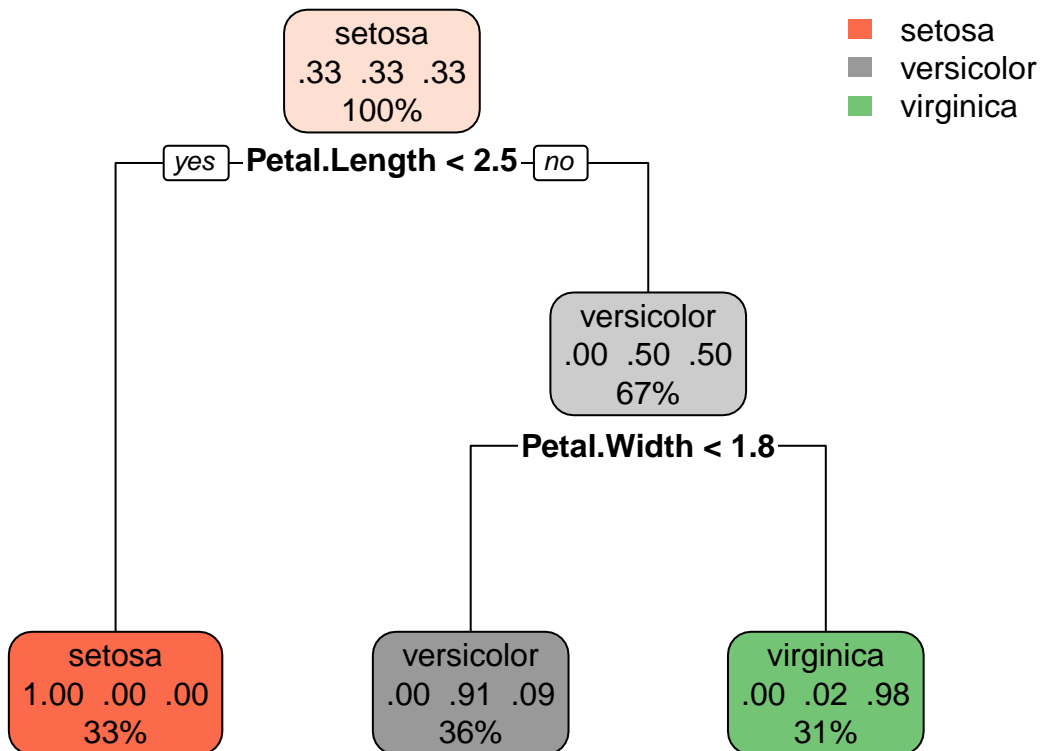 setosa
.33 .33 .33
100%
setosa
versicolor
virginica
yes Petal.Length < 2.5 no
versicolor
.00 .50 .50
67%
Petal.Width < 1.8
setosa
1.00 .00 .00
33%
versicolor
.00 .91 .09
36%
virginica
.00 .02 .98
31%